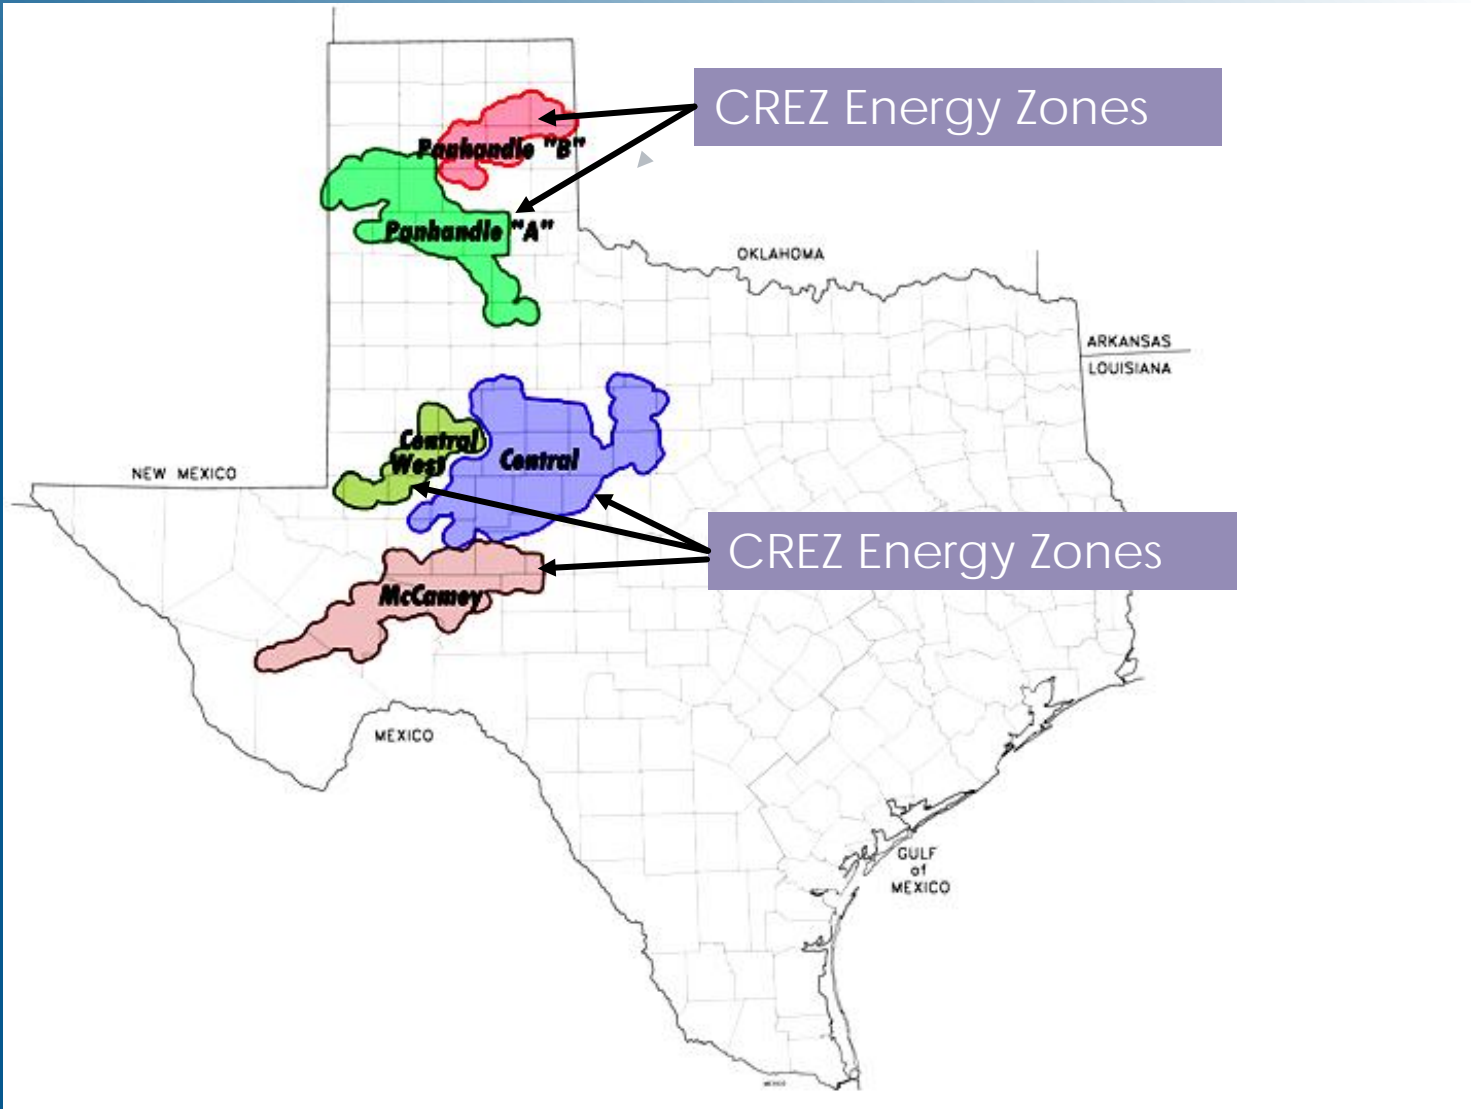 CREZ Energy Zones
Panhandle "B"
Panhandle "A"
OKLAHOMA
ARKANSAS
LOUISIANA
Central
West
Central
NEW MEXICO
CREZ Energy Zones
McCamey
MEXICO
GULF
of
MEXICO
MEXICO